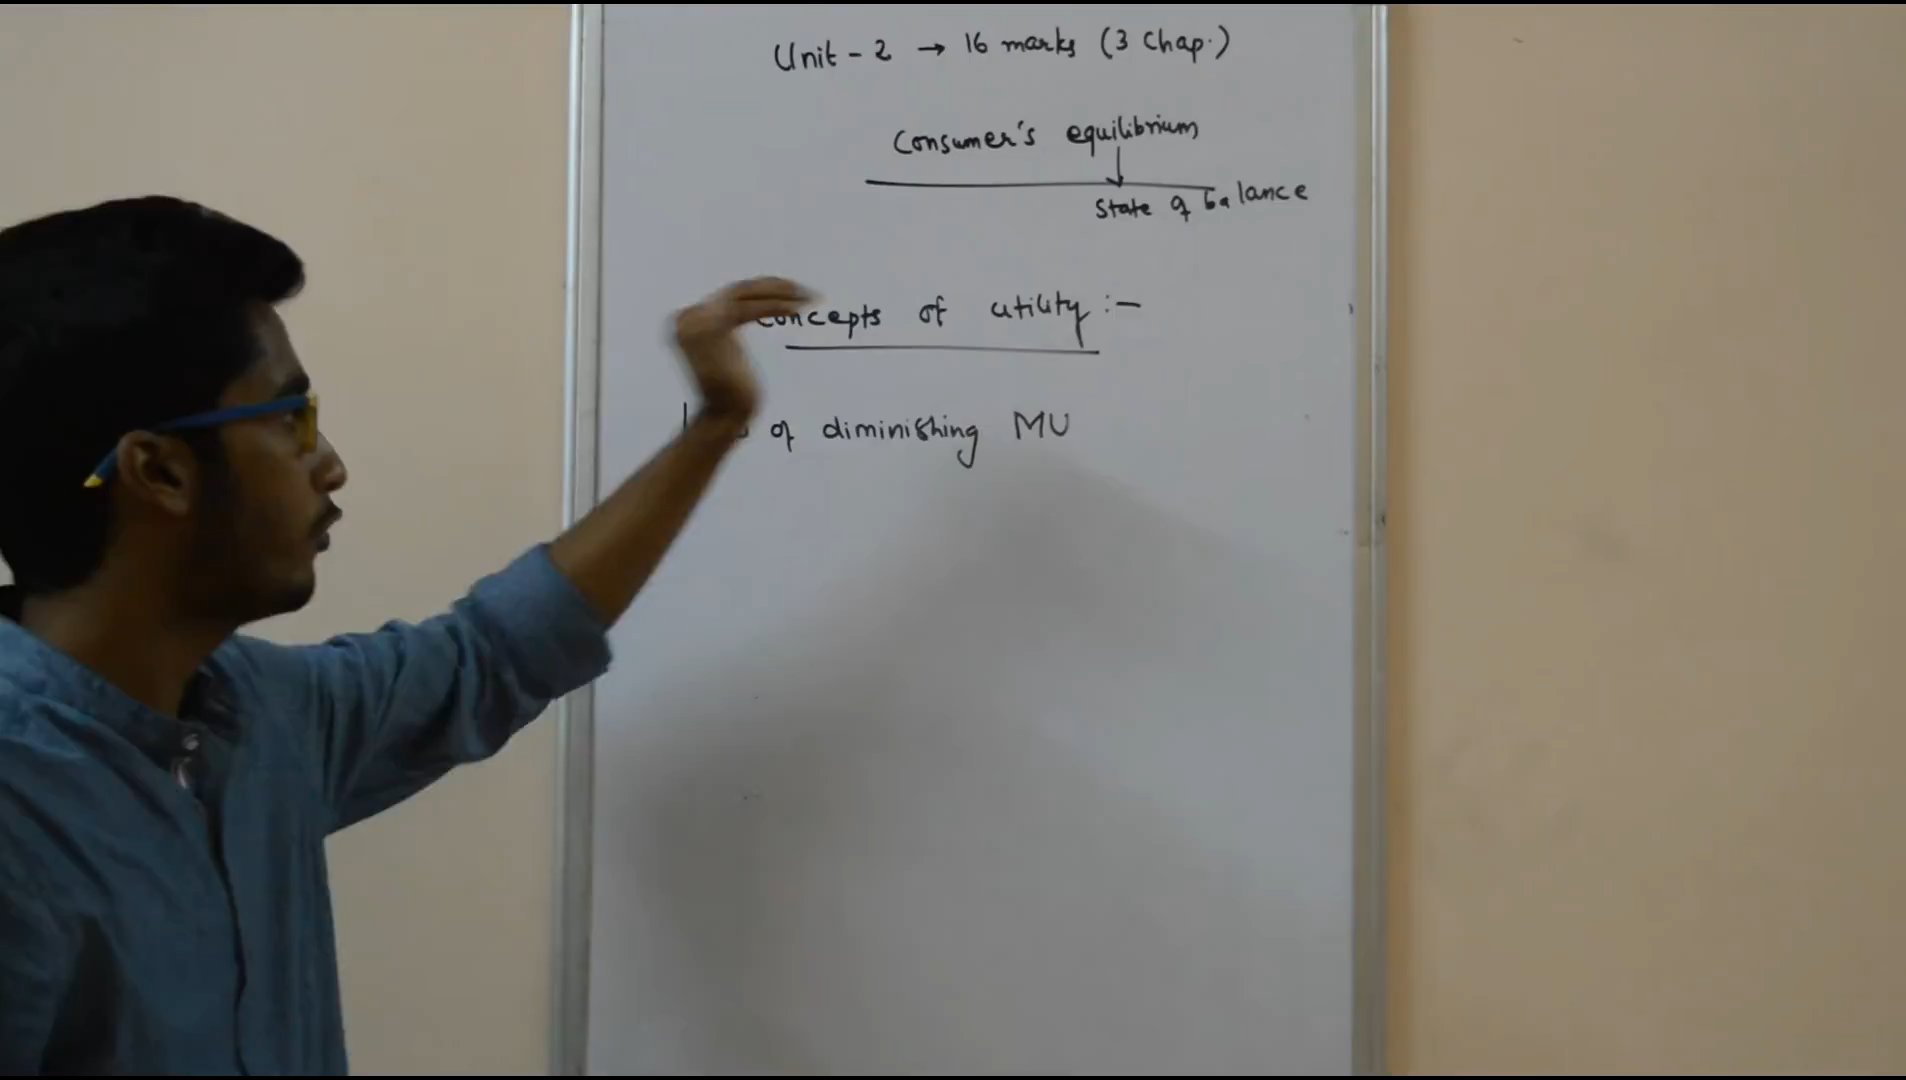 Unit - 2 → 16 marks (3 Chap.)
Consumer's equilibrium
↓
State of balance
Concepts of utility :-
of diminishing MU